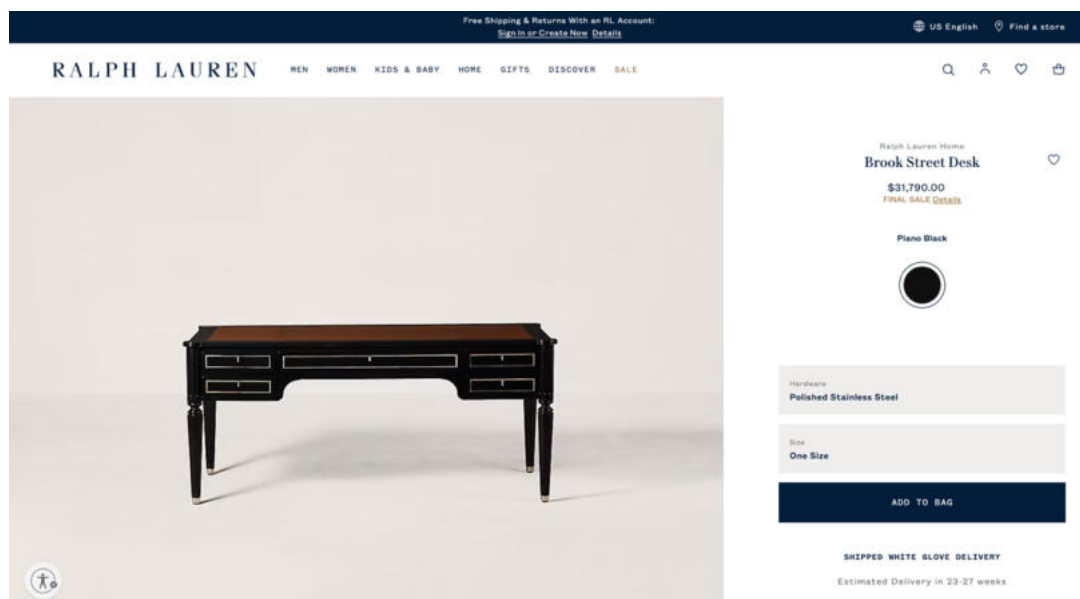 Free Shipping & Returns With an RL Account:
Sign In or Create Now Details
US English
Find a store
RALPH LAUREN
MEN WOMEN KIDS & BABY HOME GIFTS DISCOVER SALE
Ralph Lauren Home
Brook Street Desk
$31,790.00
FINAL SALE Details
Piano Black
Hardware
Polished Stainless Steel
Size
One Size
ADD TO BAG
SHIPPED WHITE GLOVE DELIVERY
Estimated Delivery in 23-27 weeks